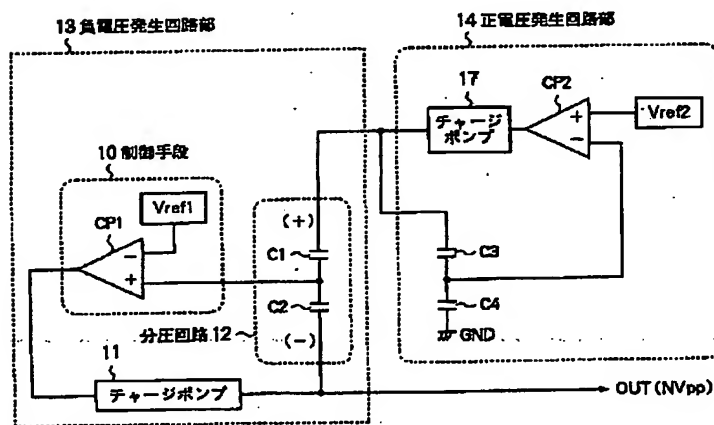 13 負電圧発生回路部
14 正電圧発生回路部
17
CP2
チャージ
ポンプ
+
−
Vref2
10 制御手段
CP1
Vref1
−
+
(+)
C1
C2
(−)
分圧回路 12
C3
C4
GND
11
チャージポンプ
OUT(NVpp)